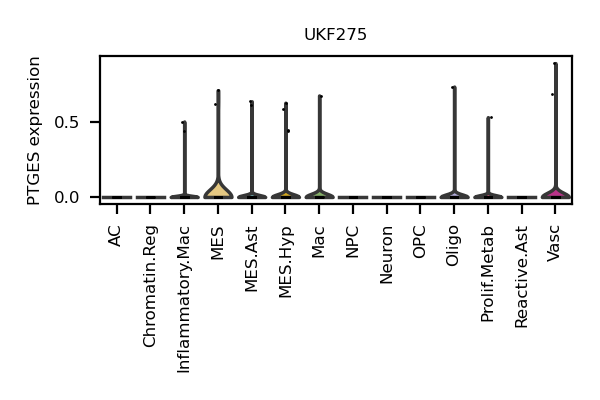 UKF275
PTGES expression
0.5
0.0
AC
Chromatin.Reg
Inflammatory.Mac
MES
MES.Ast
MES.Hyp
Mac
NPC
Neuron
OPC
Oligo
Prolif.Metab
Reactive.Ast
Vasc